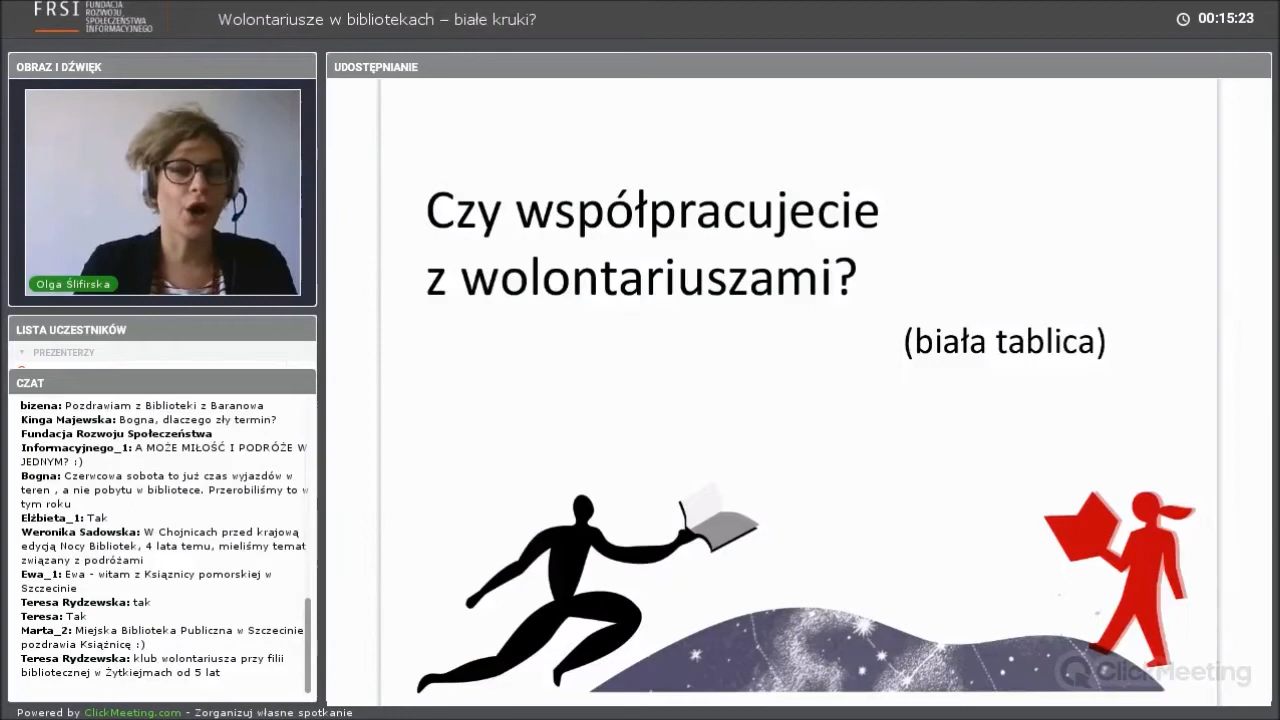 FRSI FUNDACJA
ROZWOJU
SPOŁECZEŃSTWA
INFORMACYJNEGO
Wolontariusze w bibliotekach – białe kruki?
00:15:23
OBRAZ I DŹWIĘK
Olga Ślifirska
LISTA UCZESTNIKÓW
PREZENTERZY
CZAT
bizena: Pozdrawiam z Biblioteki z Baranowa
Kinga Majewska: Bogna, dlaczego zły termin?
Fundacja Rozwoju Społeczeństwa
Informacyjnego_1: A MOŻE MIŁOŚĆ I PODRÓŻE W
JEDNYM? :)
Bogna: Czerwcowa sobota to już czas wyjazdów w
teren , a nie pobytu w bibliotece. Przerobiliśmy to w
tym roku
Elżbieta_1: Tak
Weronika Sadowska: W Chojnicach przed krajową
edycją Nocy Bibliotek, 4 lata temu, mieliśmy temat
związany z podróżami
Ewa_1: Ewa - witam z Ksiąznicy pomorskiej w
Szczecinie
Teresa Rydzewska: tak
Teresa: Tak
Marta_2: Miejska Biblioteka Publiczna w Szczecinie
pozdrawia Książnicę :)
Teresa Rydzewska: klub wolontariusza przy filii
bibliotecznej w Żytkiejmach od 5 lat
UDOSTĘPNIANIE
Czy współpracujecie
z wolontariuszami?
(biała tablica)
ClickMeeting
Powered by ClickMeeting.com - Zorganizuj własne spotkanie